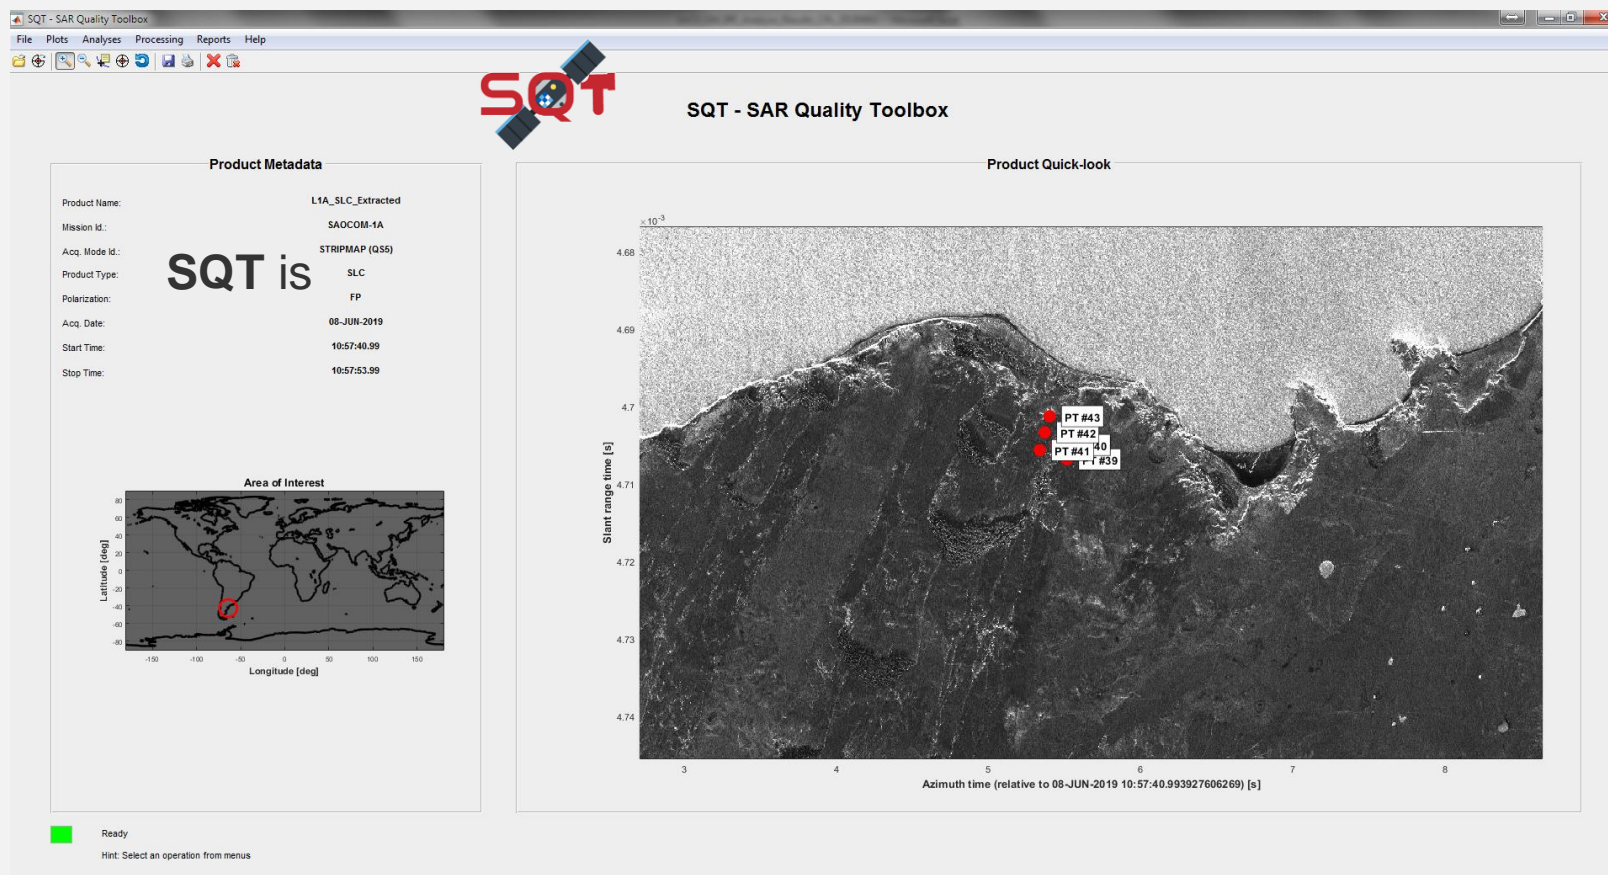 SQT - SAR Quality Toolbox
File Plots Analyses Processing Reports Help
SQT
SQT - SAR Quality Toolbox
Product Metadata
Product Name: L1A_SLC_Extracted
Mission Id.: SAOCOM-1A
Acq. Mode Id.: STRIPMAP (QS5)
Product Type: SLC
Polarization: FP
Acq. Date: 08-JUN-2019
Start Time: 10:57:40.99
Stop Time: 10:57:53.99
SQT is
Area of Interest
80
60
40
20
0
-20
-40
-60
-80
Latitude [deg]
-150 -100 -50 0 50 100 150
Longitude [deg]
Product Quick-look
×10-3
4.68
4.69
4.7
4.71
4.72
4.73
4.74
Slant range time [s]
PT #43
PT #42
40
PT #41
PT #39
3 4 5 6 7 8
Azimuth time (relative to 08-JUN-2019 10:57:40.993927606269) [s]
Ready
Hint: Select an operation from menus